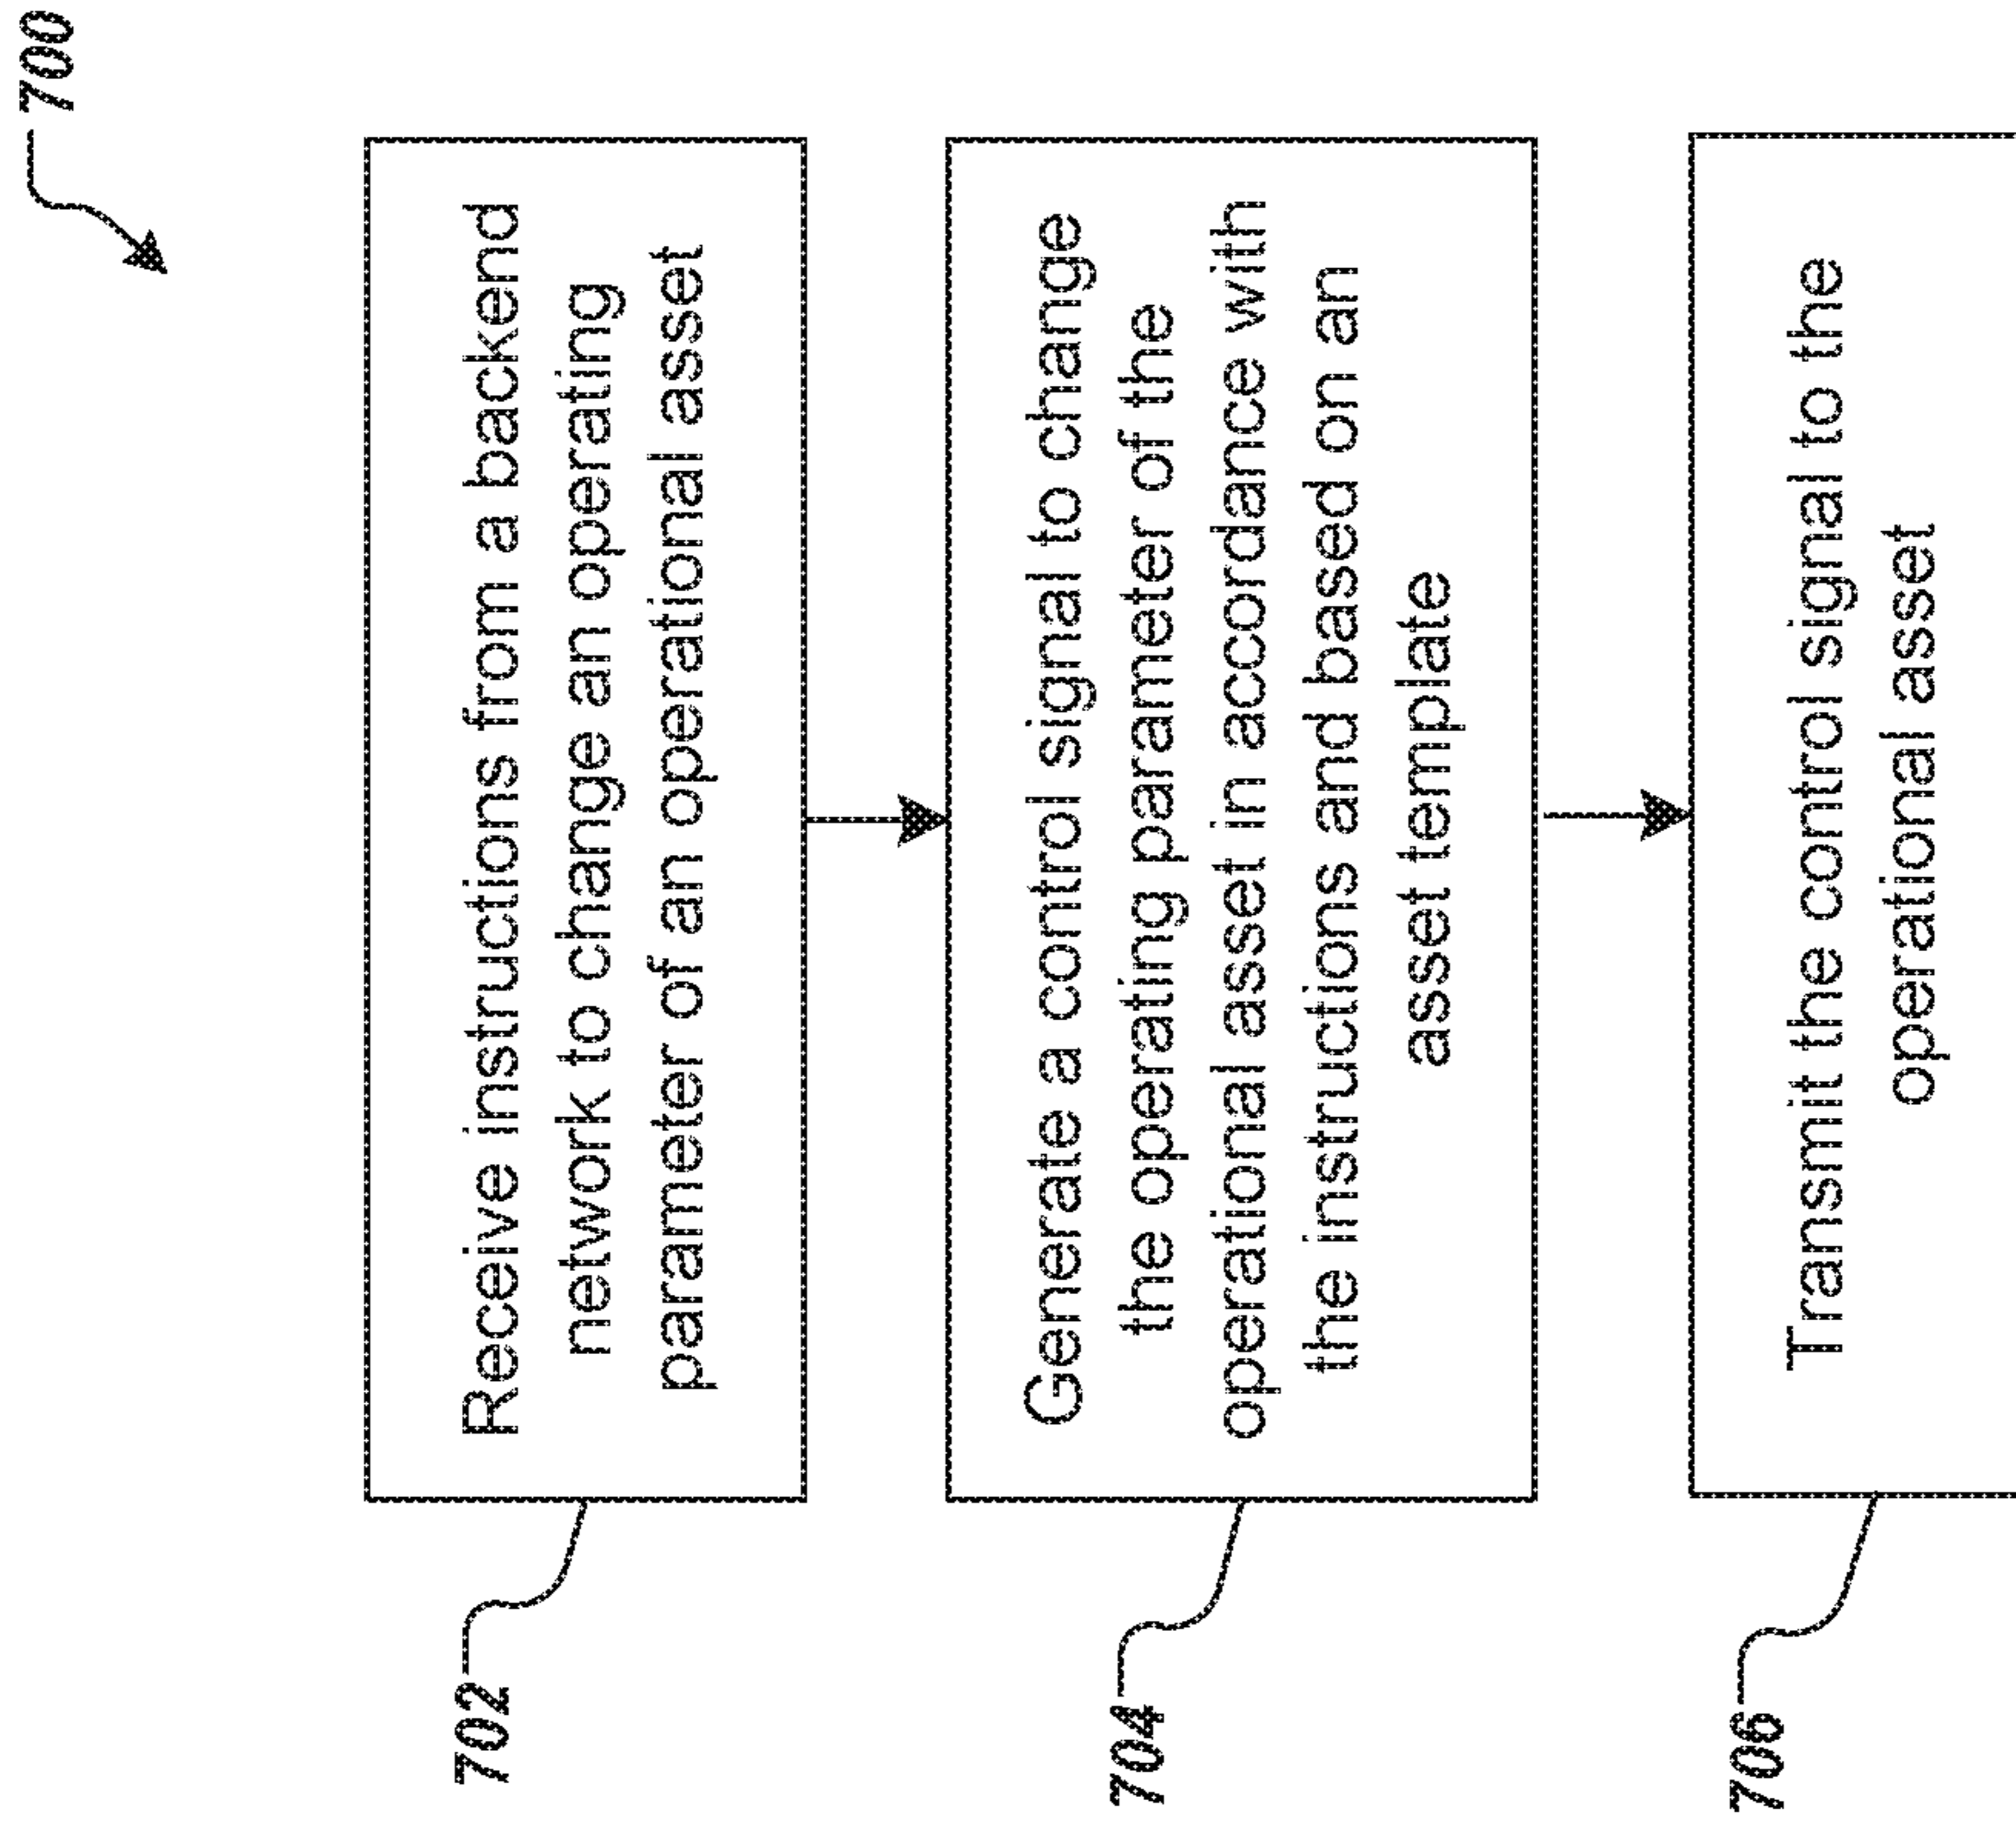 700
702
Receive instructions from a backend
network to change an operating
parameter of an operational asset
704
Generate a control signal to change
the operating parameter of the
operational asset in accordance with
the instructions and based on an
asset template
706
Transmit the control signal to the
operational asset